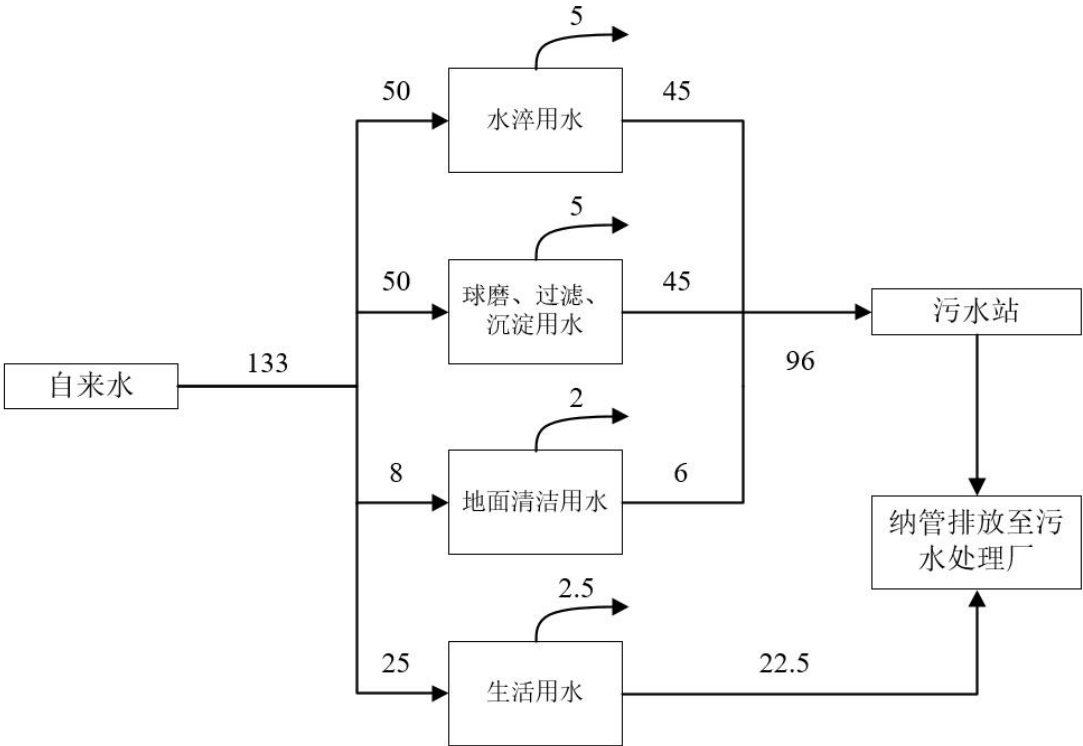 5
50
水淬用水
45
5
50
球磨、过滤、
沉淀用水
45
污水站
自来水
133
96
2
8
地面清洁用水
6
纳管排放至污
水处理厂
2.5
25
生活用水
22.5